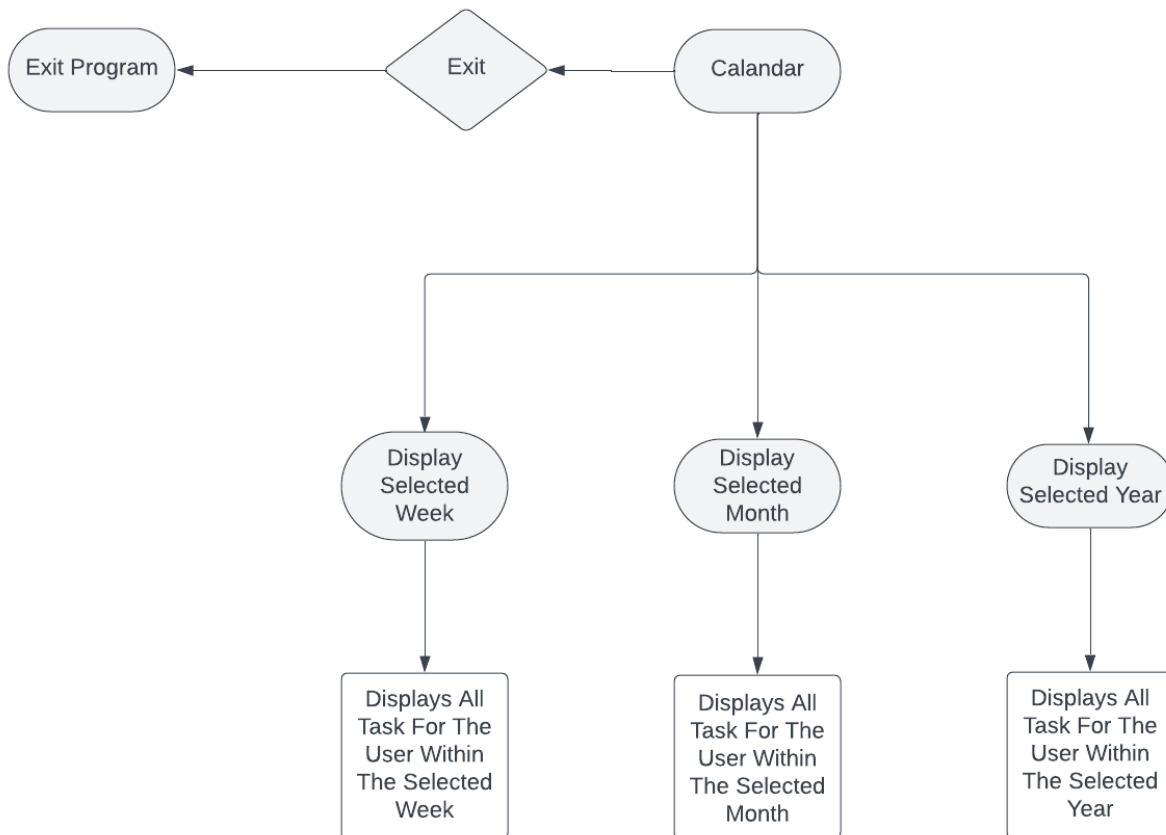 Exit Program
Exit
Calandar
Display
Selected
Week
Display
Selected
Month
Display
Selected Year
Displays All
Task For The
User Within
The Selected
Week
Displays All
Task For The
User Within
The Selected
Month
Displays All
Task For The
User Within
The Selected
Year